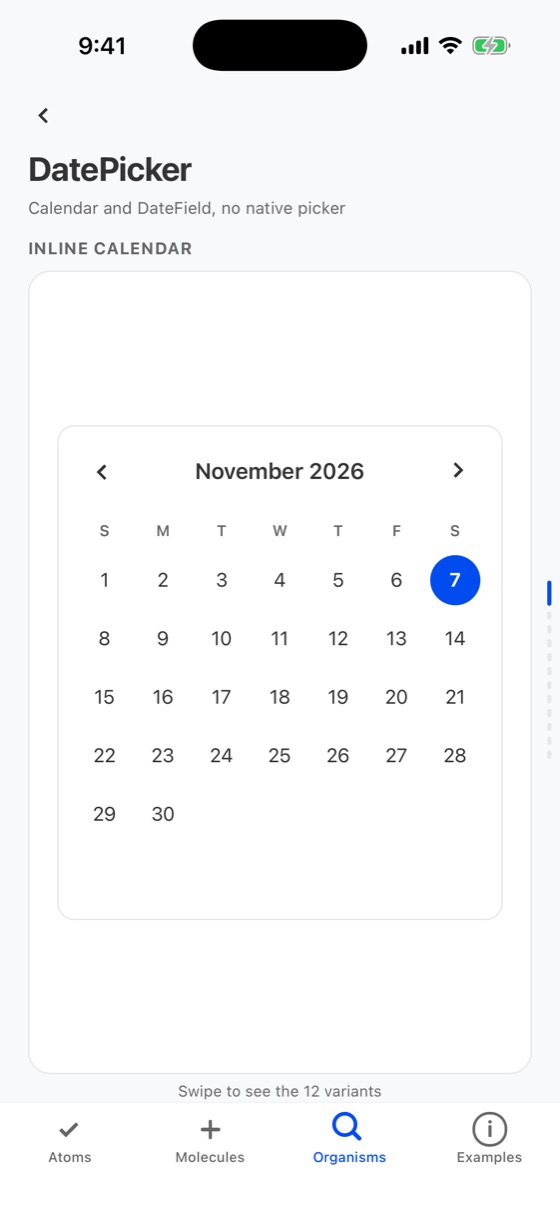 9:41
DatePicker
Calendar and DateField, no native picker
INLINE CALENDAR
November 2026
S M T W T F S
1 2 3 4 5 6 7
8 9 10 11 12 13 14
15 16 17 18 19 20 21
22 23 24 25 26 27 28
29 30
Swipe to see the 12 variants
Atoms Molecules Organisms Examples